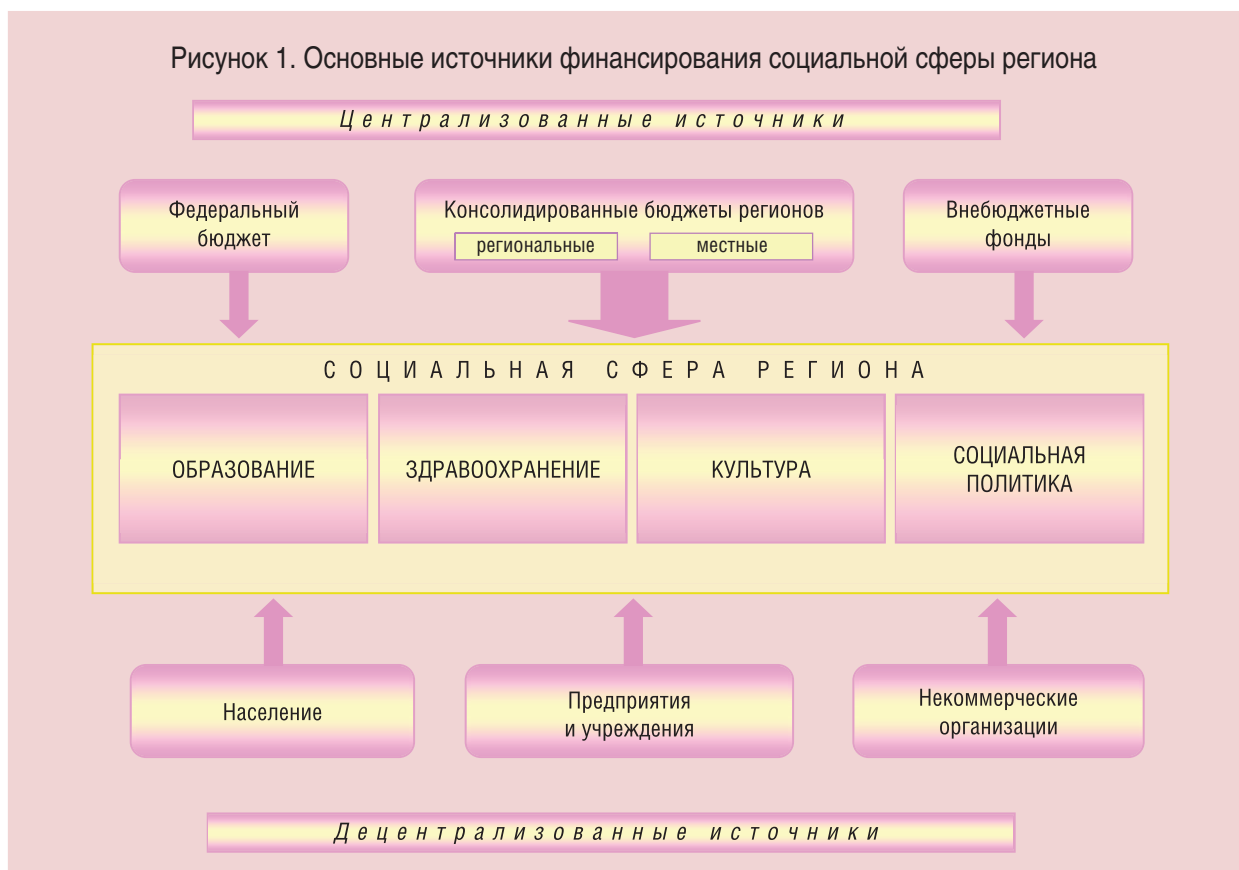 Рисунок 1. Основные источники финансирования социальной сферы региона
Централизованные источники
Федеральный
бюджет
Консолидированные бюджеты регионов
региональные
местные
Внебюджетные
фонды
СОЦИАЛЬНАЯ СФЕРА РЕГИОНА
ОБРАЗОВАНИЕ
ЗДРАВООХРАНЕНИЕ
КУЛЬТУРА
СОЦИАЛЬНАЯ
ПОЛИТИКА
Население
Предприятия
и учреждения
Некоммерческие
организации
Децентрализованные источники